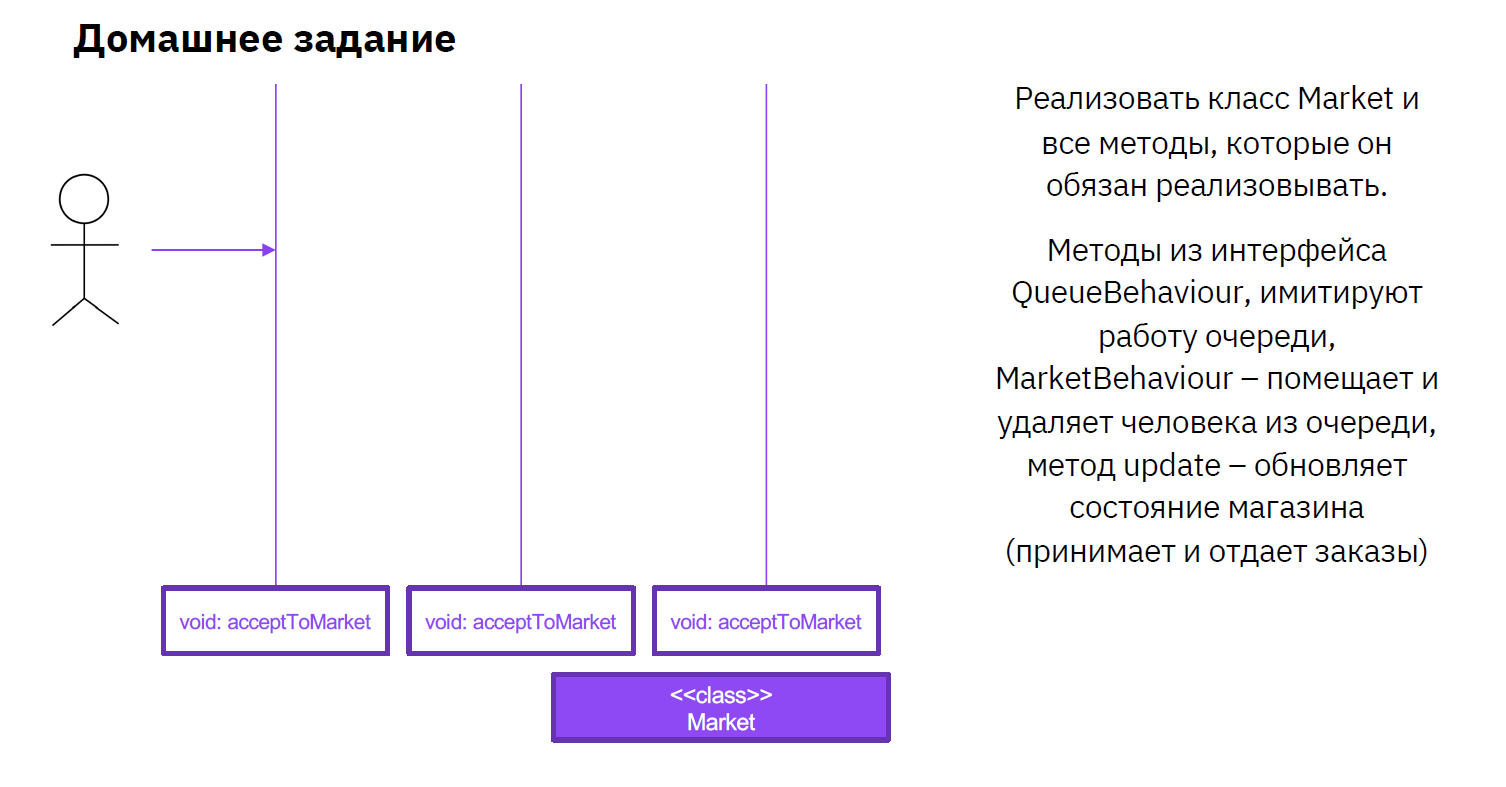 Домашнее задание
Реализовать класс Market и
все методы, которые он
обязан реализовывать.
Методы из интерфейса
QueueBehaviour, имитируют
работу очереди,
MarketBehaviour – помещает и
удаляет человека из очереди,
метод update – обновляет
состояние магазина
(принимает и отдает заказы)
void: acceptToMarket
void: acceptToMarket
void: acceptToMarket
<<class>>
Market